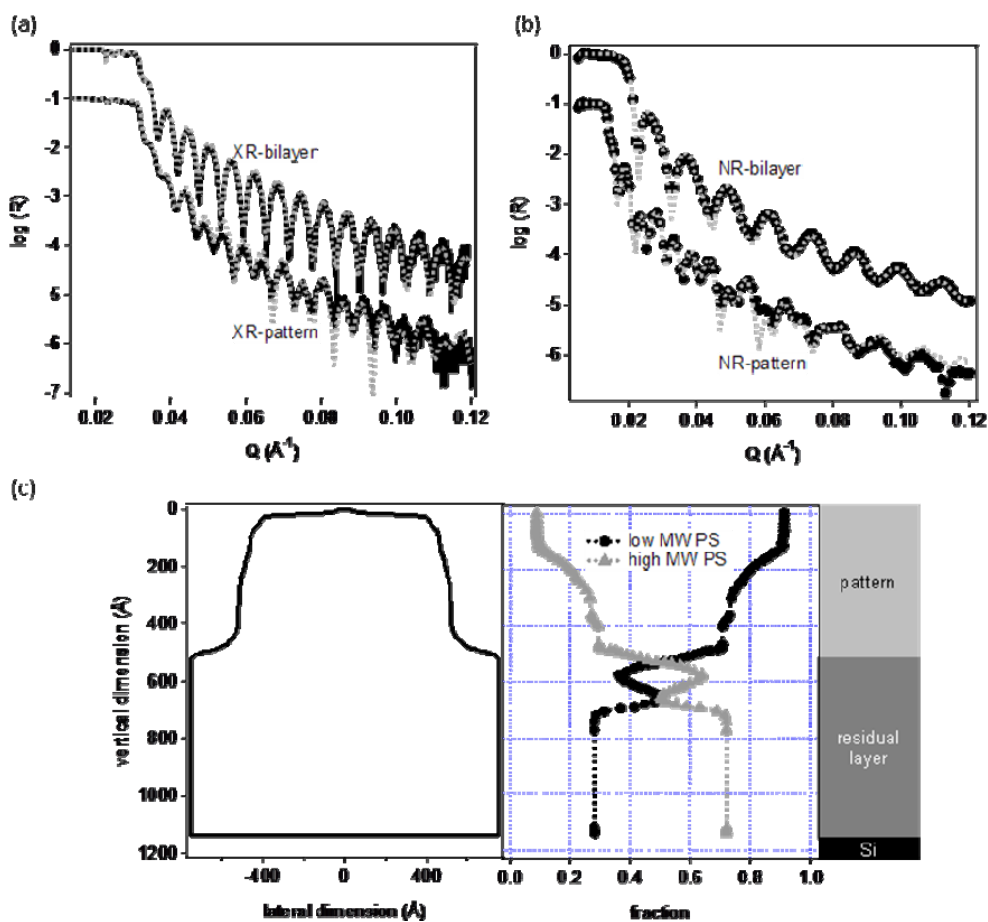 (a)
0
-1
-2
-3
-4
-5
-6
-7
log (R)
XR-bilayer
XR-pattern
0.02
0.04
0.06
0.08
0.10
0.12
Q (Å⁻¹)
(b)
0
-1
-2
-3
-4
-5
-6
log (R)
NR-bilayer
NR-pattern
0.02
0.04
0.06
0.08
0.10
0.12
Q (Å⁻¹)
(c)
0
200
400
600
800
1000
1200
vertical dimension (Å)
-400
0
400
lateral dimension (Å)
low MW PS
high MW PS
0.0
0.2
0.4
0.6
0.8
1.0
fraction
pattern
residual
layer
Si